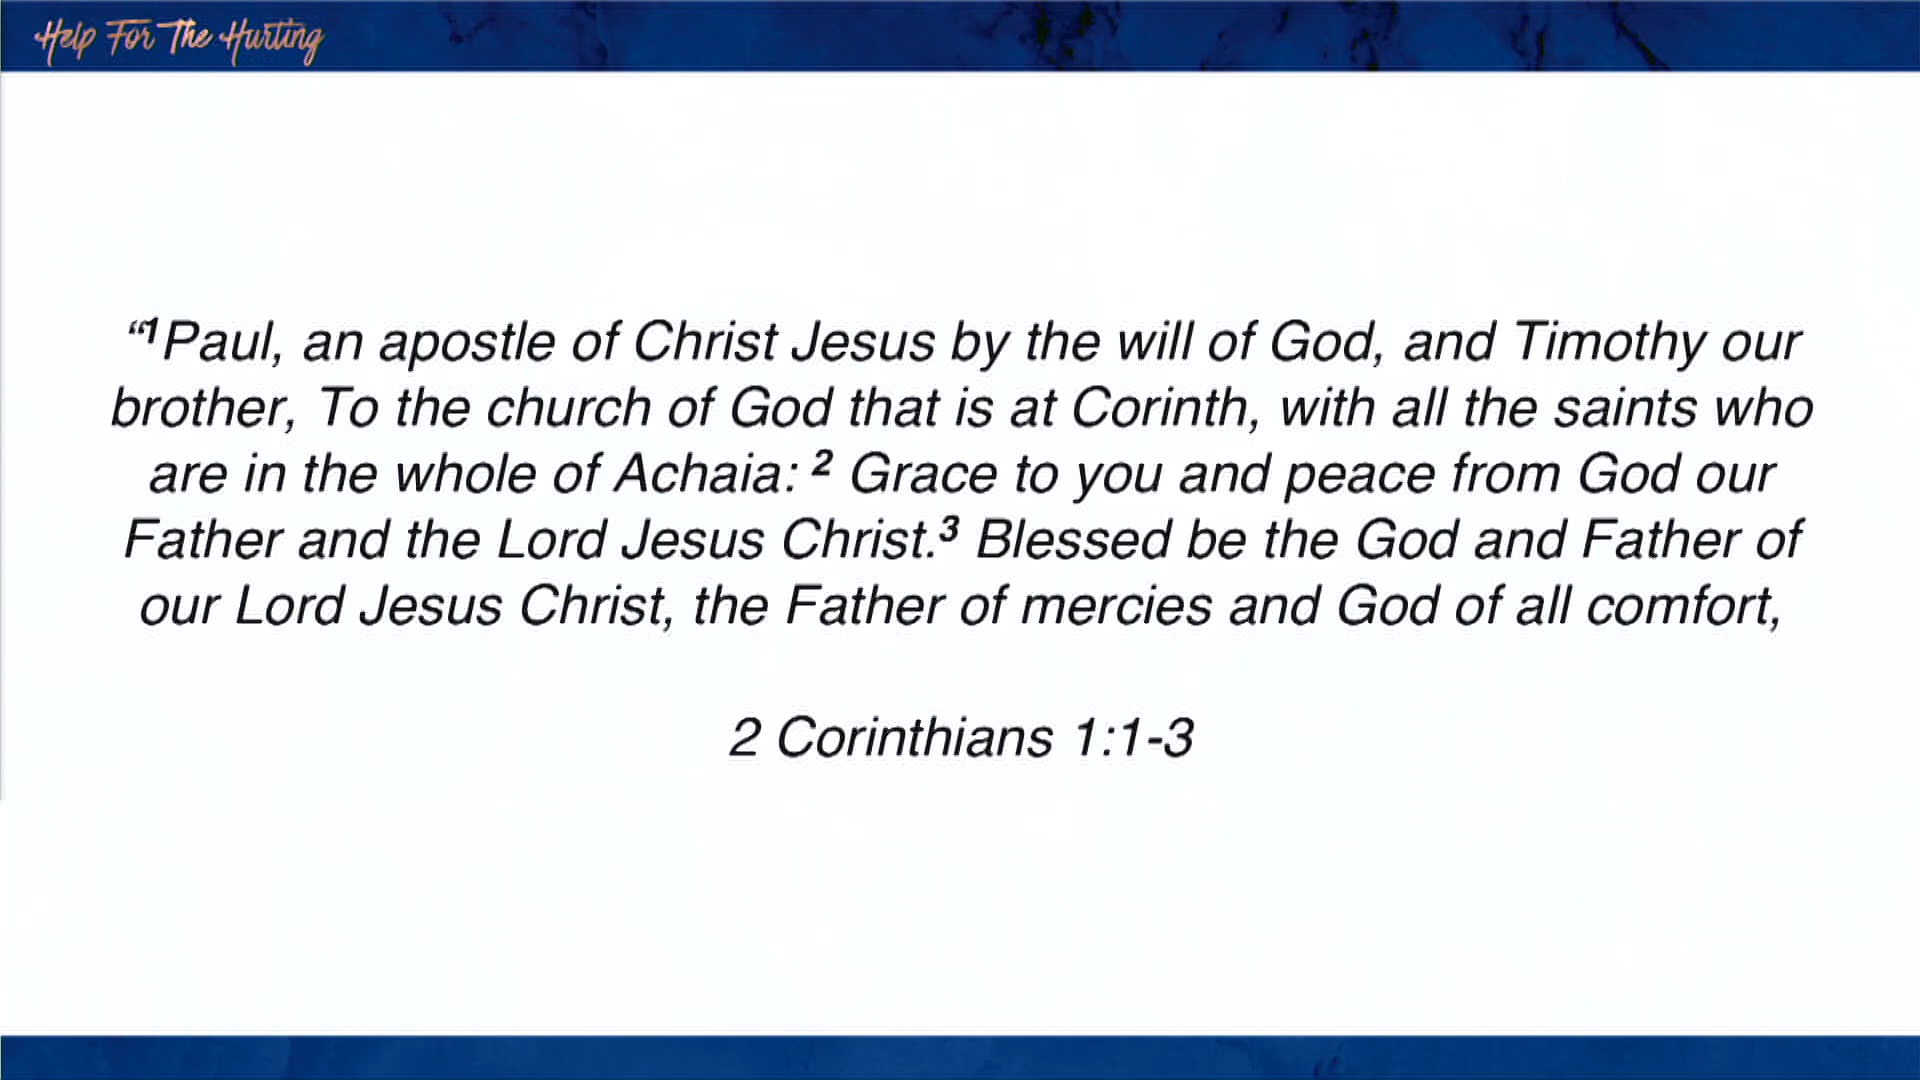 Help For The Hurting
“¹Paul, an apostle of Christ Jesus by the will of God, and Timothy our
brother, To the church of God that is at Corinth, with all the saints who
are in the whole of Achaia: ² Grace to you and peace from God our
Father and the Lord Jesus Christ.³ Blessed be the God and Father of
our Lord Jesus Christ, the Father of mercies and God of all comfort,
2 Corinthians 1:1-3